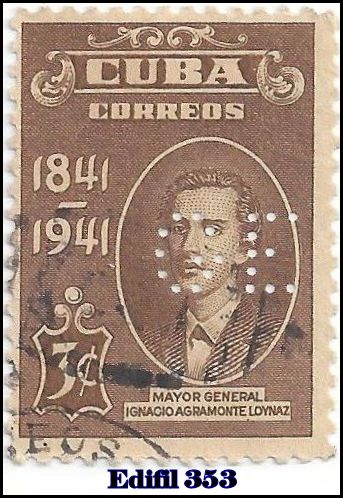 CUBA
CORREOS
1841
1941
3¢
MAYOR GENERAL
IGNACIO AGRAMONTE LOYNAZ
Edifil 353